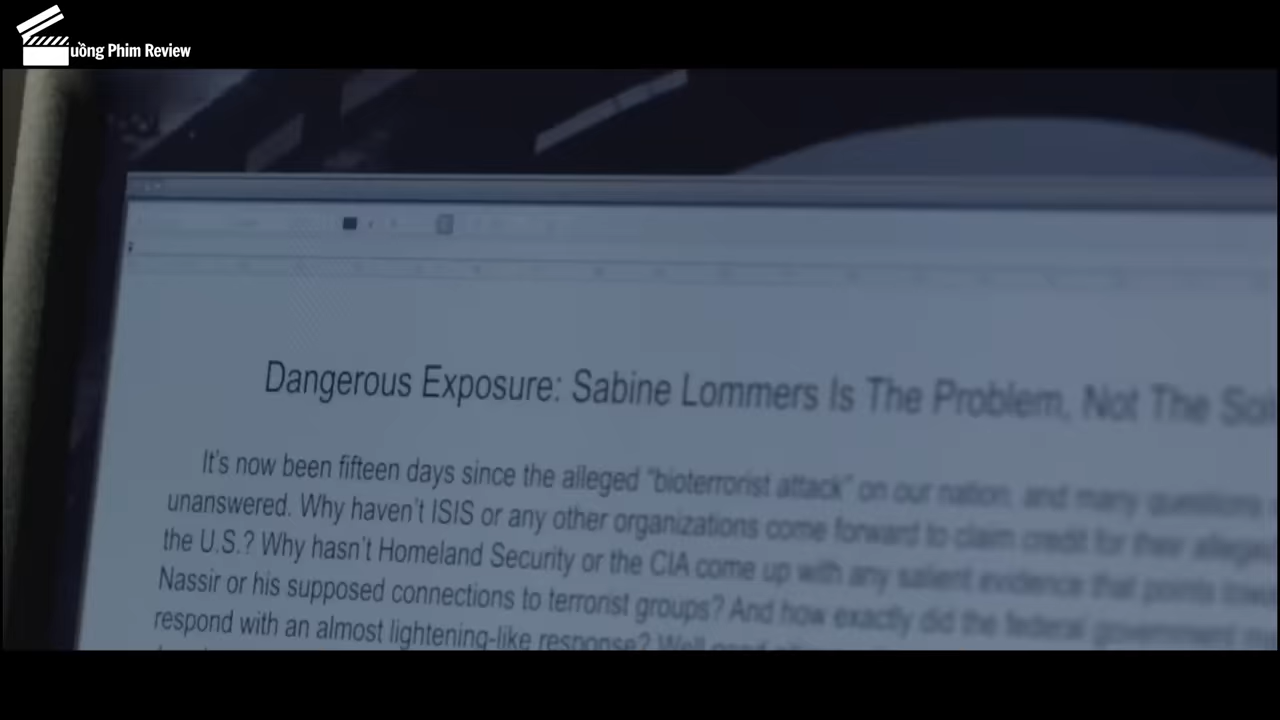 uồng Phim Review
Dangerous Exposure: Sabine Lommers Is The Problem, Not The
It's now been fifteen days since the alleged "bioterrorist attack" on our nation, and many questions
unanswered. Why haven't ISIS or any other organizations come forward to claim credit for their alleged
the U.S.? Why hasn't Homeland Security or the CIA come up with any salient evidence that points
Nassir or his supposed connections to terrorist groups? And how exactly did the federal government
respond with an almost lightening-like response? Well